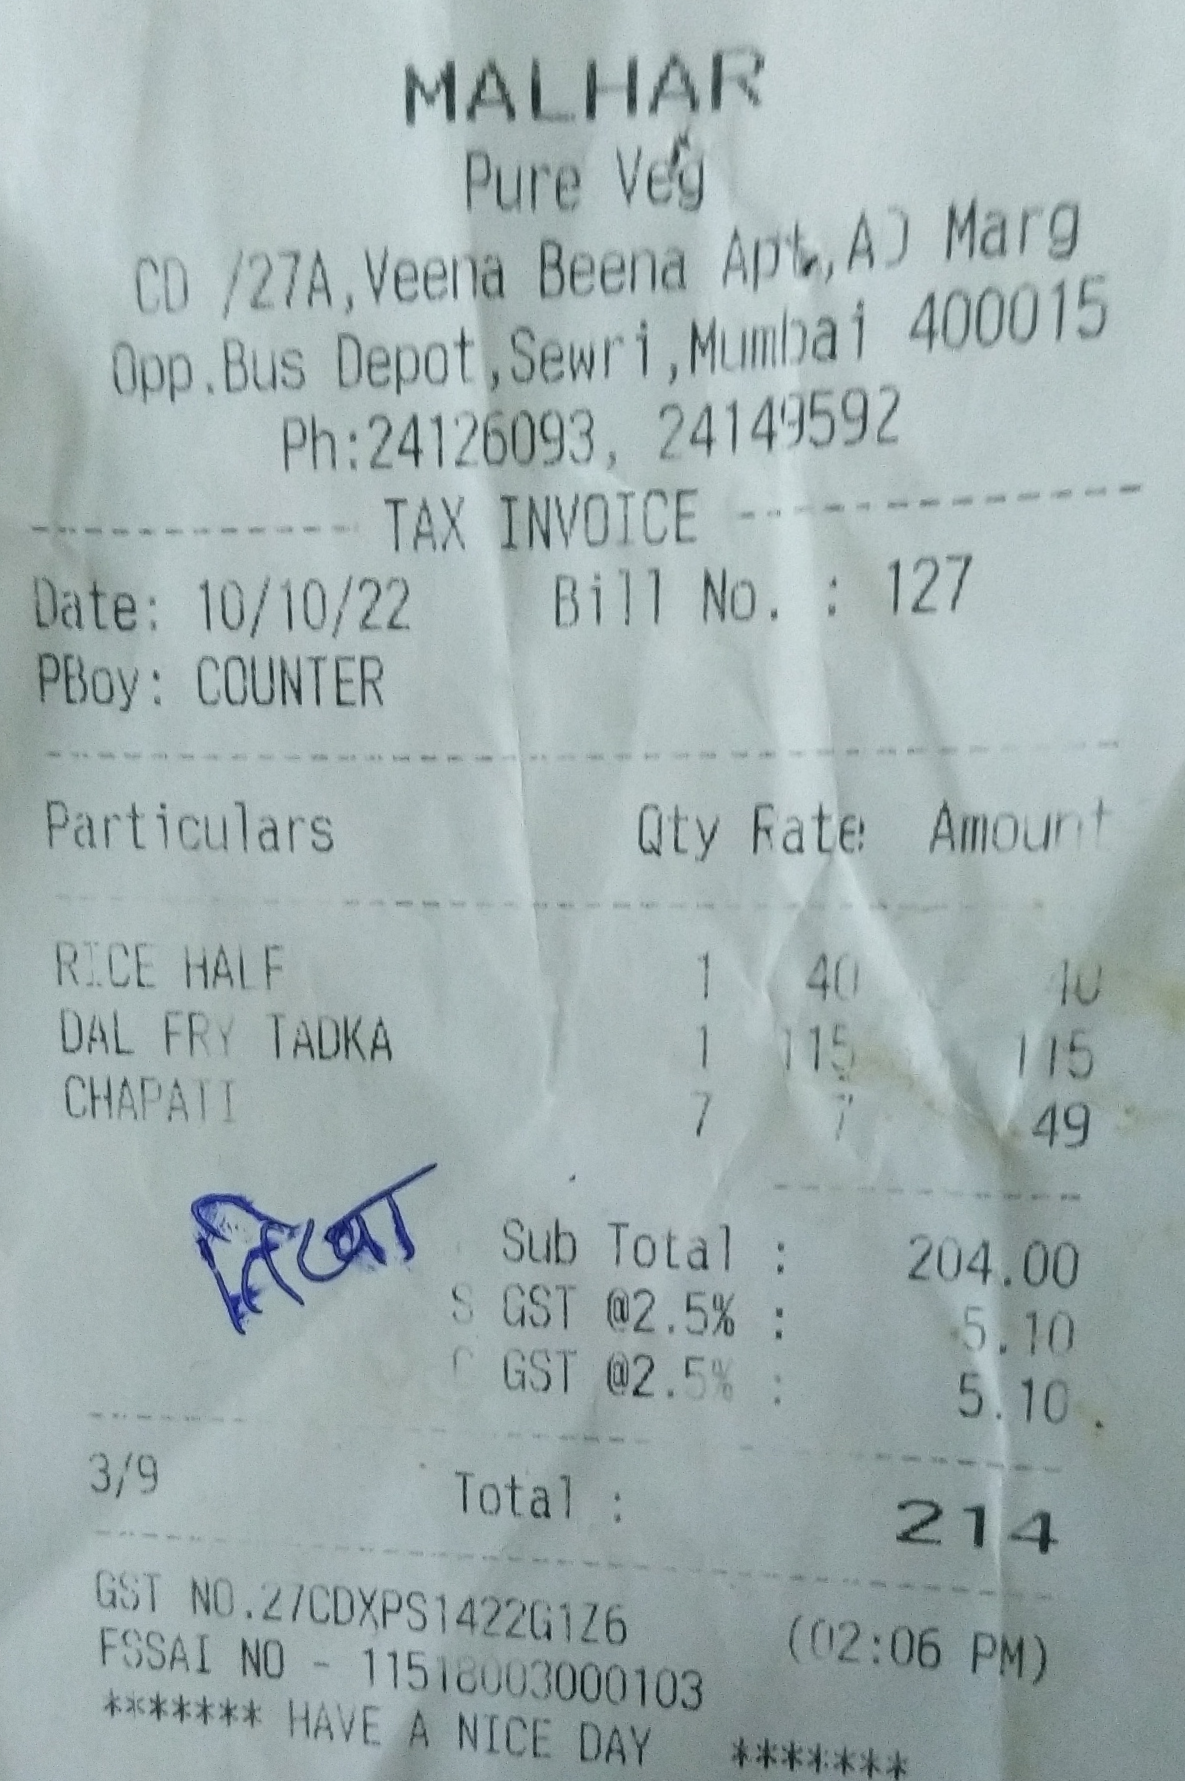 MALHAR
Pure Veg
CD /27A,Veena Beena Apt,AJ Marg
Opp.Bus Depot,Sewri,Mumbai 400015
Ph:24126093, 24149592
------------- TAX INVOICE ----------------
Date: 10/10/22 Bill No. : 127
PBoy: COUNTER
Particulars Qty Rate Amount
RICE HALF 1 40 40
DAL FRY TADKA 1 115 115
CHAPATI 7 7 49
Sub Total : 204.00
S GST @2.5% : 5.10
C GST @2.5% : 5.10
3/9 Total : 214
GST NO.27CDXPS1422G1Z6 (02:06 PM)
FSSAI NO - 11518003000103
******* HAVE A NICE DAY *******